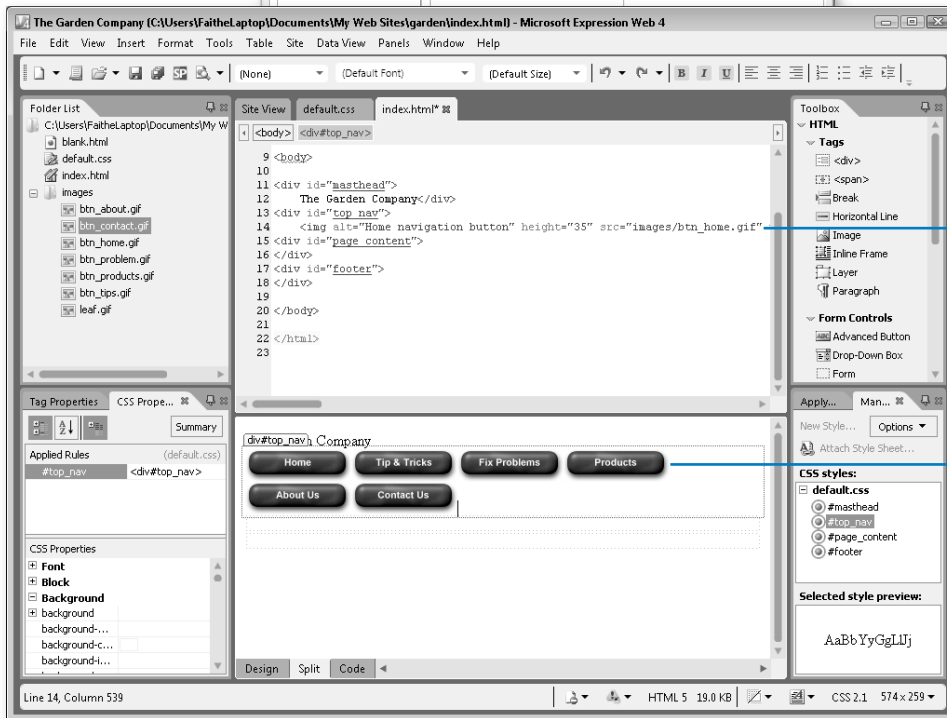 The Garden Company (C:\Users\FaitheLaptop\Documents\My Web Sites\garden\index.html) - Microsoft Expression Web 4
File Edit View Insert Format Tools Table Site Data View Panels Window Help
(None) (Default Font) (Default Size) B I U
Folder List
C:\Users\FaitheLaptop\Documents\My W
blank.html
default.css
index.html
images
btn_about.gif
btn_contact.gif
btn_home.gif
btn_problem.gif
btn_products.gif
btn_tips.gif
leaf.gif
Site View default.css index.html*
<body> <div#top_nav>
9 <body>
10
11 <div id="masthead">
12 The Garden Company</div>
13 <div id="top_nav">
14 <img alt="Home navigation button" height="35" src="images/btn_home.gif"
15 <div id="page_content">
16 </div>
17 <div id="footer">
18 </div>
19
20 </body>
21
22 </html>
23
Toolbox
HTML
Tags
<div>
<span>
Break
Horizontal Line
Image
Inline Frame
Layer
Paragraph
Form Controls
Advanced Button
Drop-Down Box
Form
Tag Properties CSS Prope...
Summary
Applied Rules (default.css)
#top_nav <div#top_nav>
CSS Properties
Font
Block
Background
background
background-...
background-c...
background-i...
div#top_nav n Company
Home Tip & Tricks Fix Problems Products
About Us Contact Us
Design Split Code
Apply... Man...
New Style... Options
Attach Style Sheet...
CSS styles:
default.css
#masthead
#top_nav
#page_content
#footer
Selected style preview:
AaBbYyGgLlJj
Line 14, Column 539
HTML 5 19.0 KB CSS 2.1 574 x 259